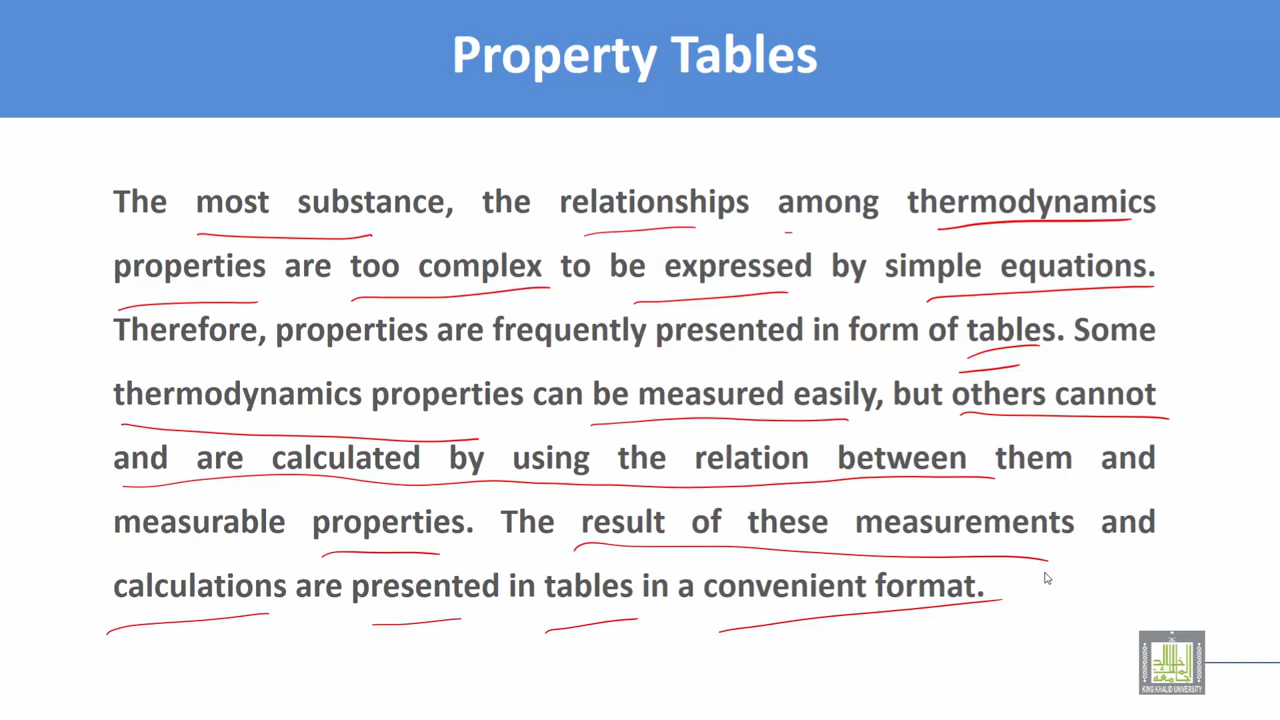 Property Tables
The most substance, the relationships among thermodynamics
properties are too complex to be expressed by simple equations.
Therefore, properties are frequently presented in form of tables. Some
thermodynamics properties can be measured easily, but others cannot
and are calculated by using the relation between them and
measurable properties. The result of these measurements and
calculations are presented in tables in a convenient format.
KING KHALID UNIVERSITY